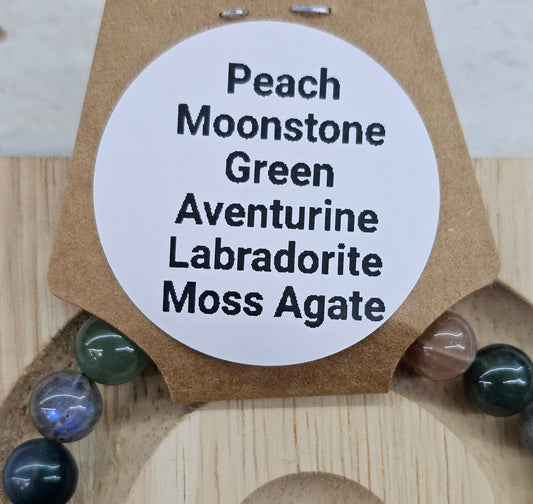 Peach
Moonstone
Green
Aventurine
Labradorite
Moss Agate